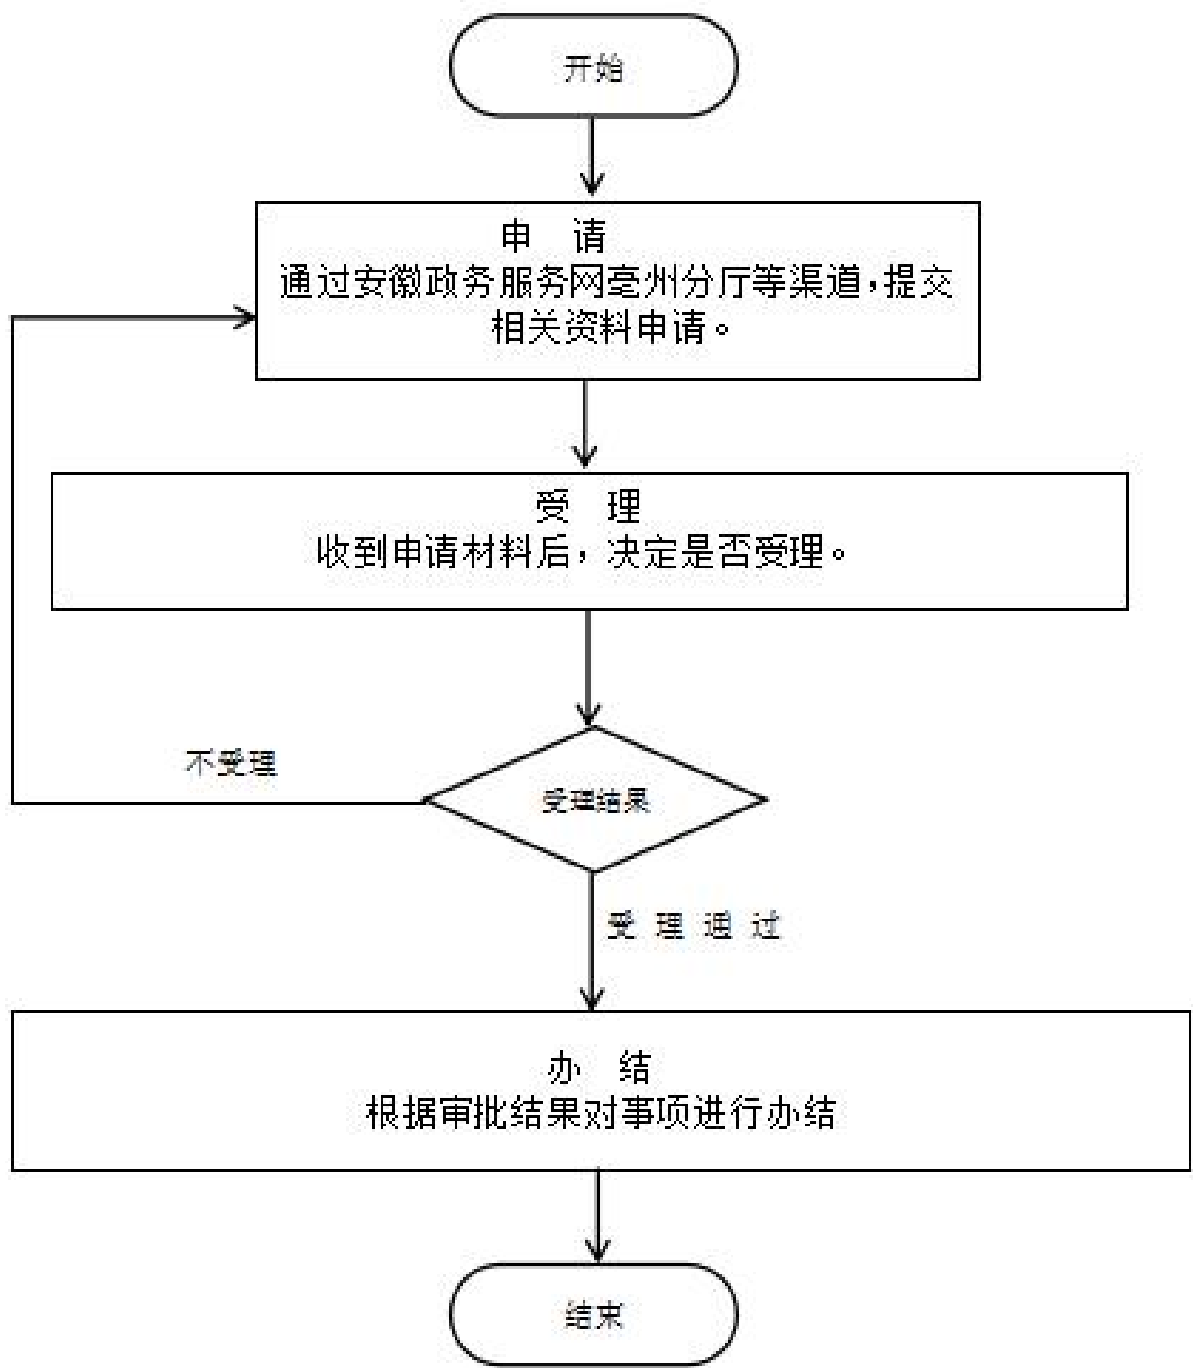 开始
申 请
通过安徽政务服务网亳州分厅等渠道,提交
相关资料申请。
受 理
收到申请材料后，决定是否受理。
不受理
受理结果
受 理 通 过
办 结
根据审批结果对事项进行办结
结束